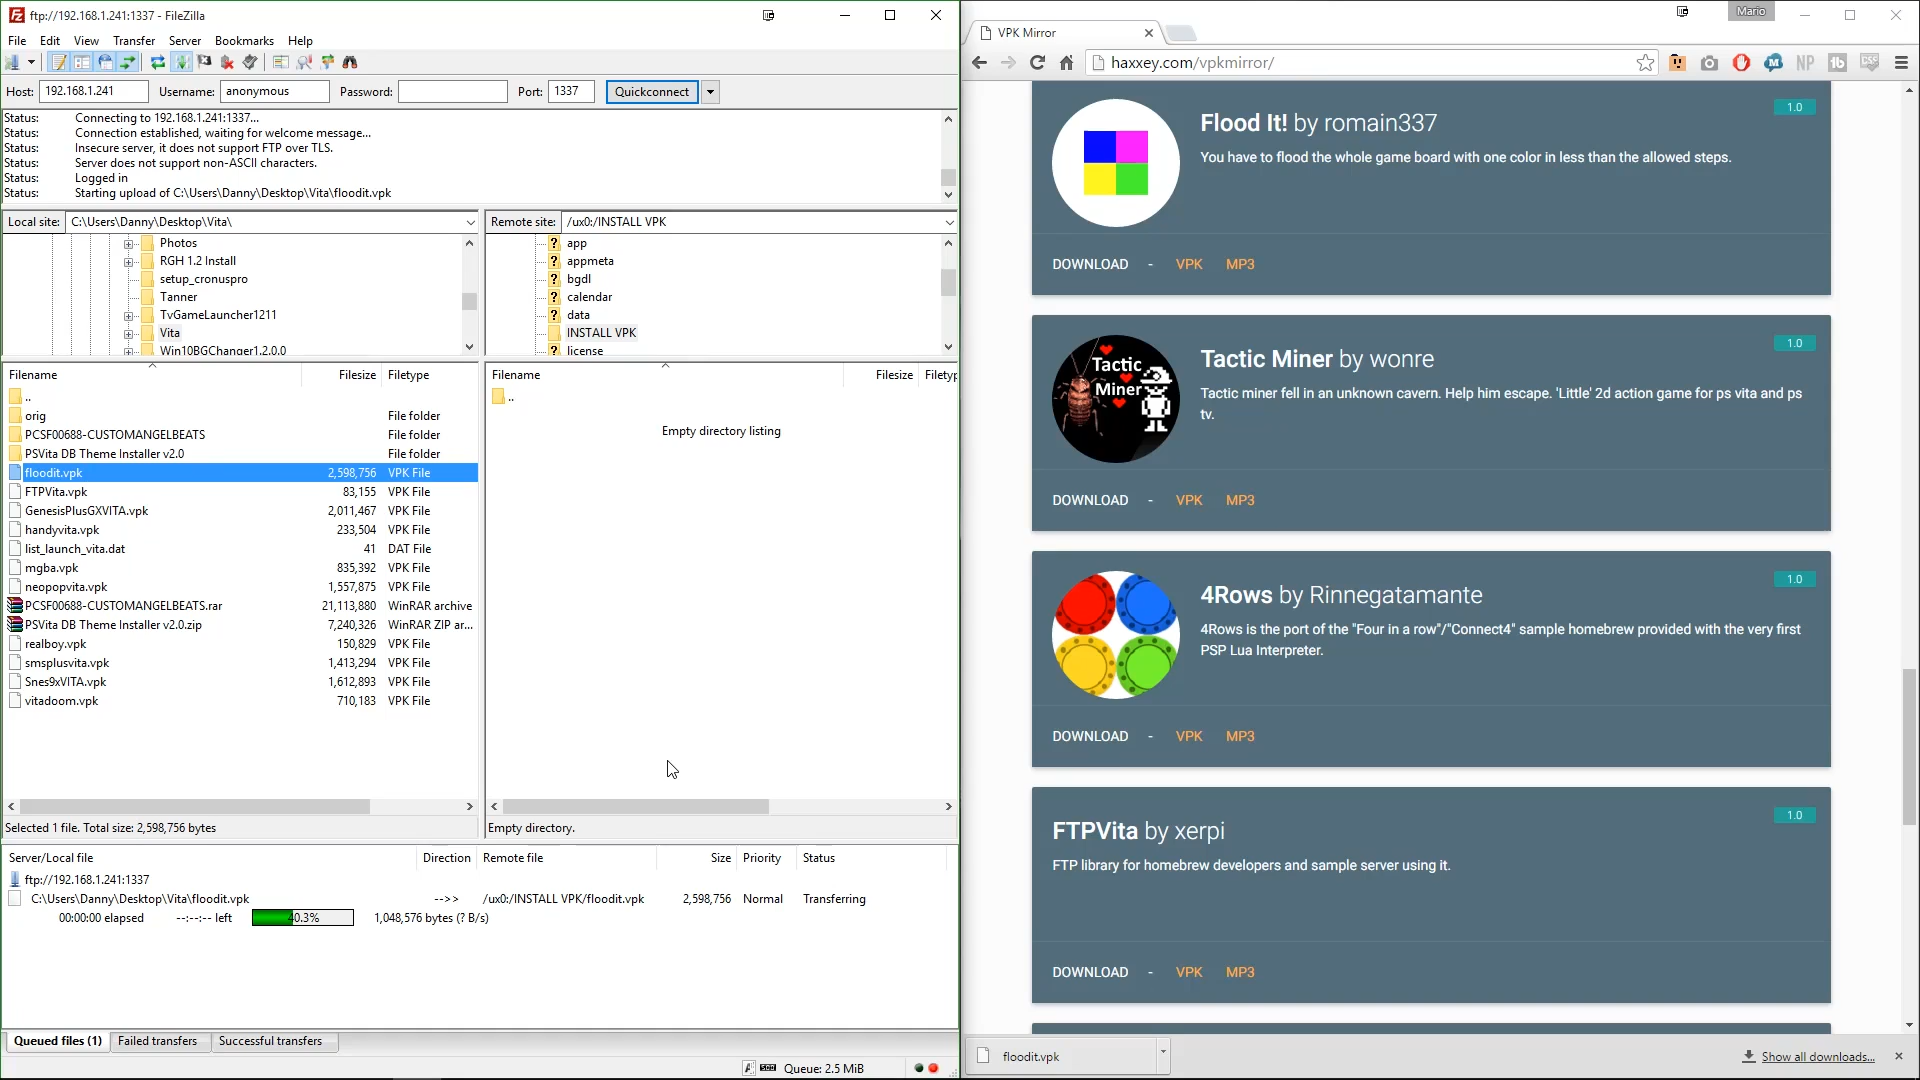 ftp://192.168.1.241:1337 - FileZilla
File Edit View Transfer Server Bookmarks Help
Host: 192.168.1.241 Username: anonymous Password: Port: 1337 Quickconnect
Status: Connecting to 192.168.1.241:1337...
Status: Connection established, waiting for welcome message...
Status: Insecure server, it does not support FTP over TLS.
Status: Server does not support non-ASCII characters.
Status: Logged in
Status: Starting upload of C:\Users\Danny\Desktop\Vita\floodit.vpk
Local site: C:\Users\Danny\Desktop\Vita\
Photos
RGH 1.2 Install
setup_cronuspro
Tanner
TvGameLauncher1211
Vita
Win10BGChanger1.2.0.0
Remote site: /ux0:/INSTALL VPK
? app
? appmeta
? bgdl
? calendar
? data
INSTALL VPK
? license
Filename Filesize Filetype
..
orig File folder
PCSF00688-CUSTOMANGELBEATS File folder
PSVita DB Theme Installer v2.0 File folder
floodit.vpk 2,598,756 VPK File
FTPVita.vpk 83,155 VPK File
GenesisPlusGXVITA.vpk 2,011,467 VPK File
handyvita.vpk 233,504 VPK File
list_launch_vita.dat 41 DAT File
mgba.vpk 835,392 VPK File
neopopvita.vpk 1,557,875 VPK File
PCSF00688-CUSTOMANGELBEATS.rar 21,113,880 WinRAR archive
PSVita DB Theme Installer v2.0.zip 7,240,326 WinRAR ZIP ar...
realboy.vpk 150,829 VPK File
smsplusvita.vpk 1,413,294 VPK File
Snes9xVITA.vpk 1,612,893 VPK File
vitadoom.vpk 710,183 VPK File
Selected 1 file. Total size: 2,598,756 bytes
Filename Filesize Filetyp
..
Empty directory listing
Empty directory.
Server/Local file Direction Remote file Size Priority Status
ftp://192.168.1.241:1337
C:\Users\Danny\Desktop\Vita\floodit.vpk -->> /ux0:/INSTALL VPK/floodit.vpk 2,598,756 Normal Transferring
00:00:00 elapsed --:--:-- left 40.3% 1,048,576 bytes (? B/s)
Queued files (1) Failed transfers Successful transfers
Queue: 2.5 MiB
Mario
VPK Mirror
haxxey.com/vpkmirror/
NP
Flood It! by romain337
1.0
You have to flood the whole game board with one color in less than the allowed steps.
DOWNLOAD - VPK MP3
Tactic Miner
Tactic Miner by wonre
1.0
Tactic miner fell in an unknown cavern. Help him escape. 'Little' 2d action game for ps vita and ps
tv.
DOWNLOAD - VPK MP3
4Rows by Rinnegatamante
1.0
4Rows is the port of the "Four in a row"/"Connect4" sample homebrew provided with the very first
PSP Lua Interpreter.
DOWNLOAD - VPK MP3
FTPVita by xerpi
1.0
FTP library for homebrew developers and sample server using it.
DOWNLOAD - VPK MP3
floodit.vpk
Show all downloads...